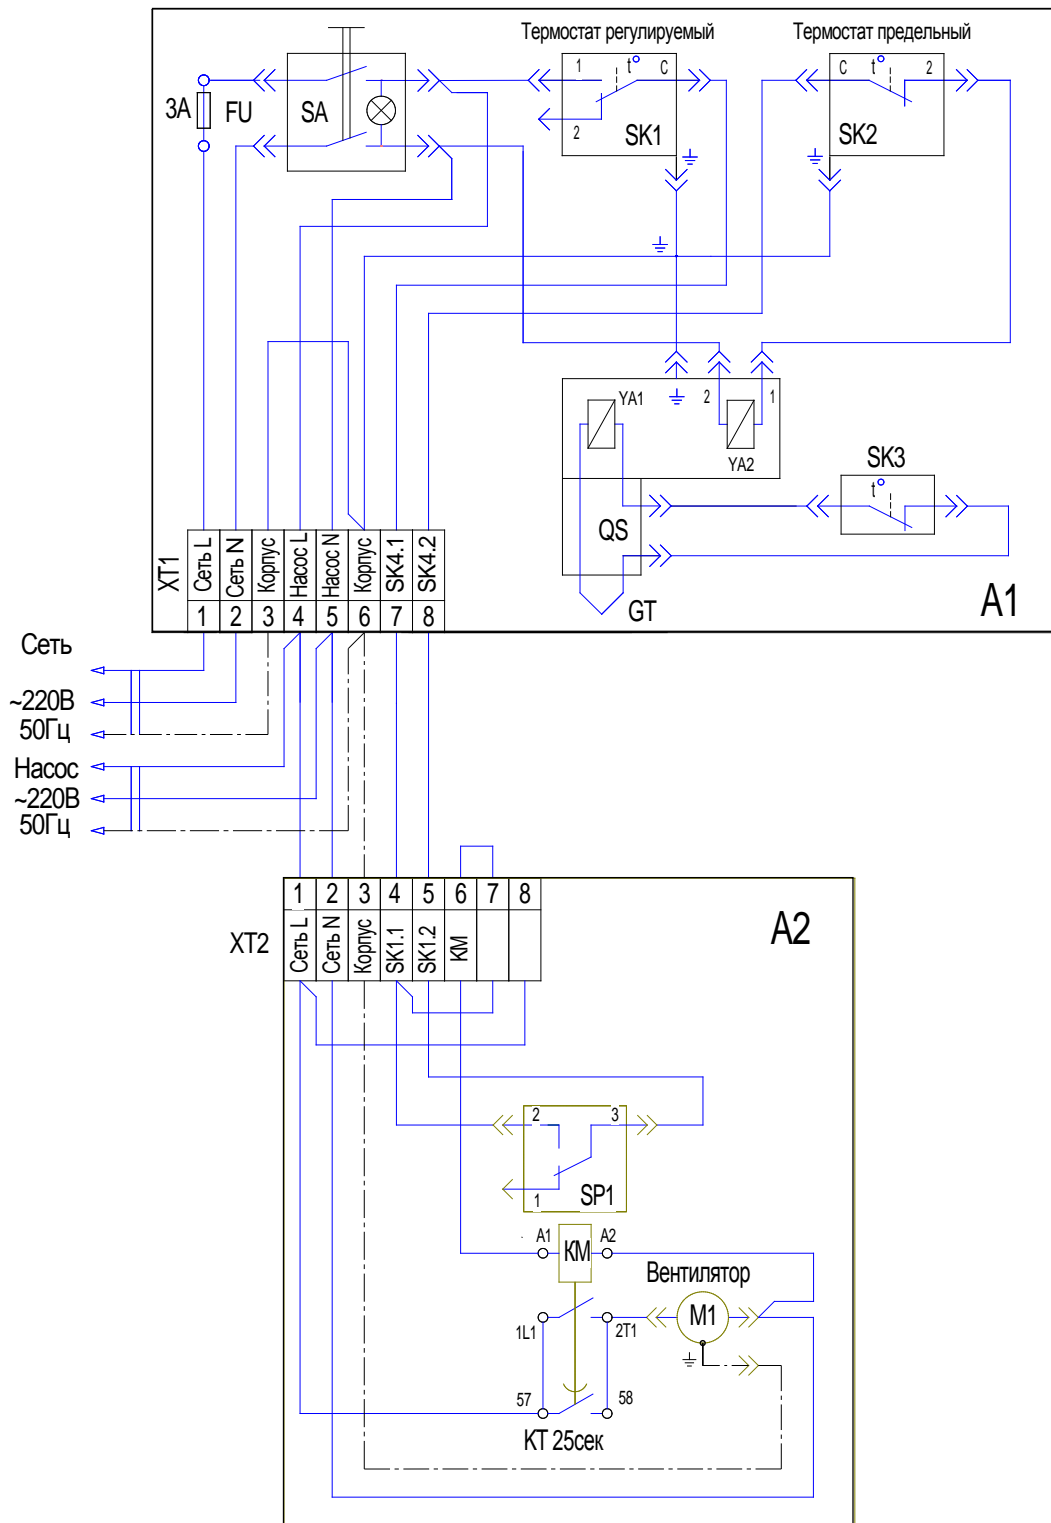 Термостат регулируемый
Термостат предельный
3A
FU
SA
1
t°
C
2
SK1
C
t°
2
SK2
YA1
2
1
YA2
SK3
t°
QS
GT
A1
XT1
Сеть L
Сеть N
Корпус
Насос L
Насос N
Корпус
SK4.1
SK4.2
1
2
3
4
5
6
7
8
Сеть
~220В
50Гц
Насос
~220В
50Гц
1
2
3
4
5
6
7
8
XT2
Сеть L
Сеть N
Корпус
SK1.1
SK1.2
КМ
A2
2
3
1
SP1
A1
КМ
A2
Вентилятор
M1
1L1
2T1
57
58
КТ 25сек